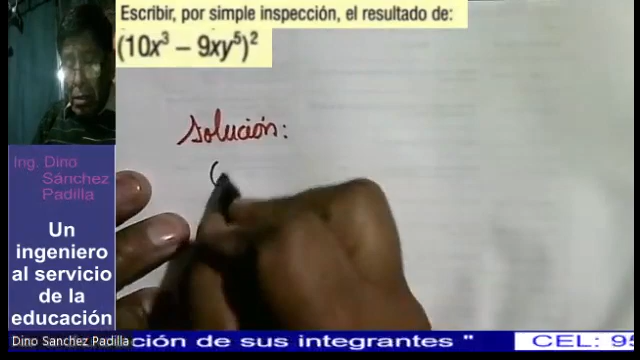 Escribir, por simple inspección, el resultado de:
(10x³ – 9xy⁵)²
Solución:
(
Ing. Dino
Sánchez
Padilla
Un
ingeniero
al servicio
de la
educación
Dino Sanchez Padilla
ción de sus integrantes " CEL: 95